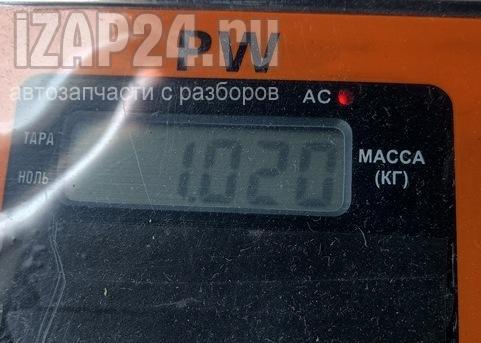 iZAP24.ru
PW
автозапчасти с разборов
AC
ТАРА
НОЛЬ
1.020
МАССА
(КГ)